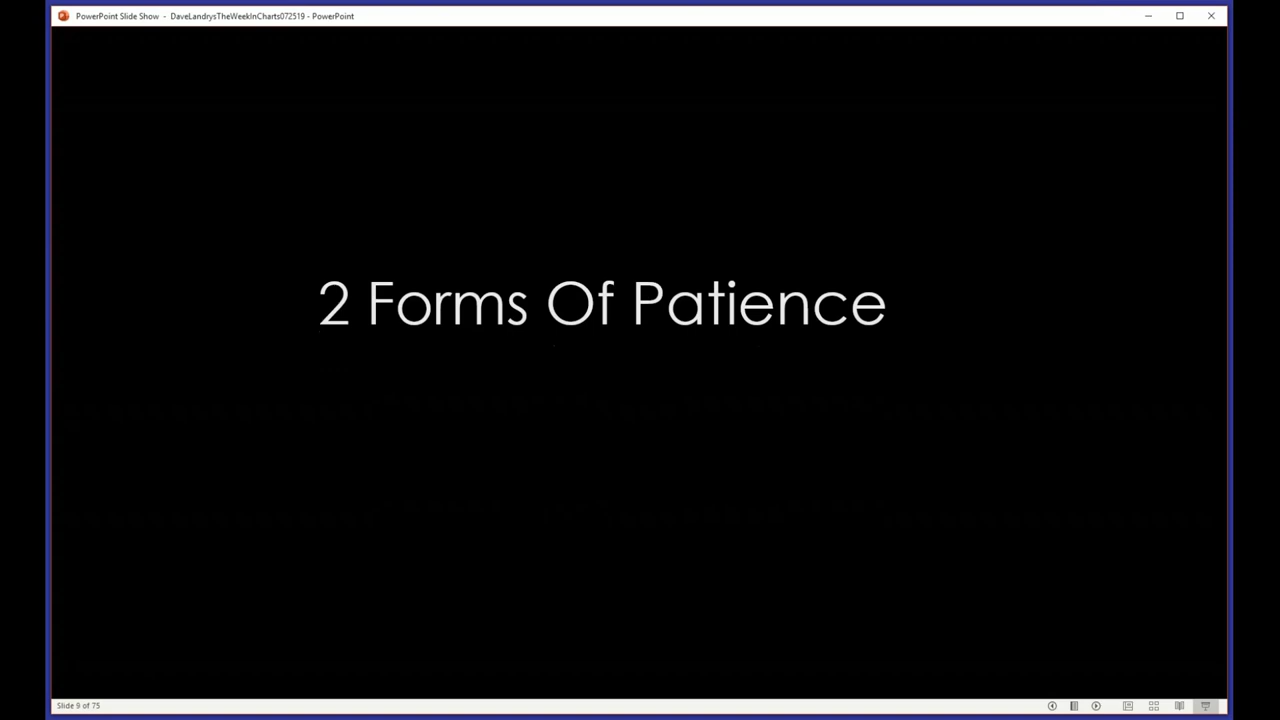 PowerPoint Slide Show - DaveLandrysTheWeekInCharts072519 - PowerPoint
2 Forms Of Patience
Slide 9 of 75